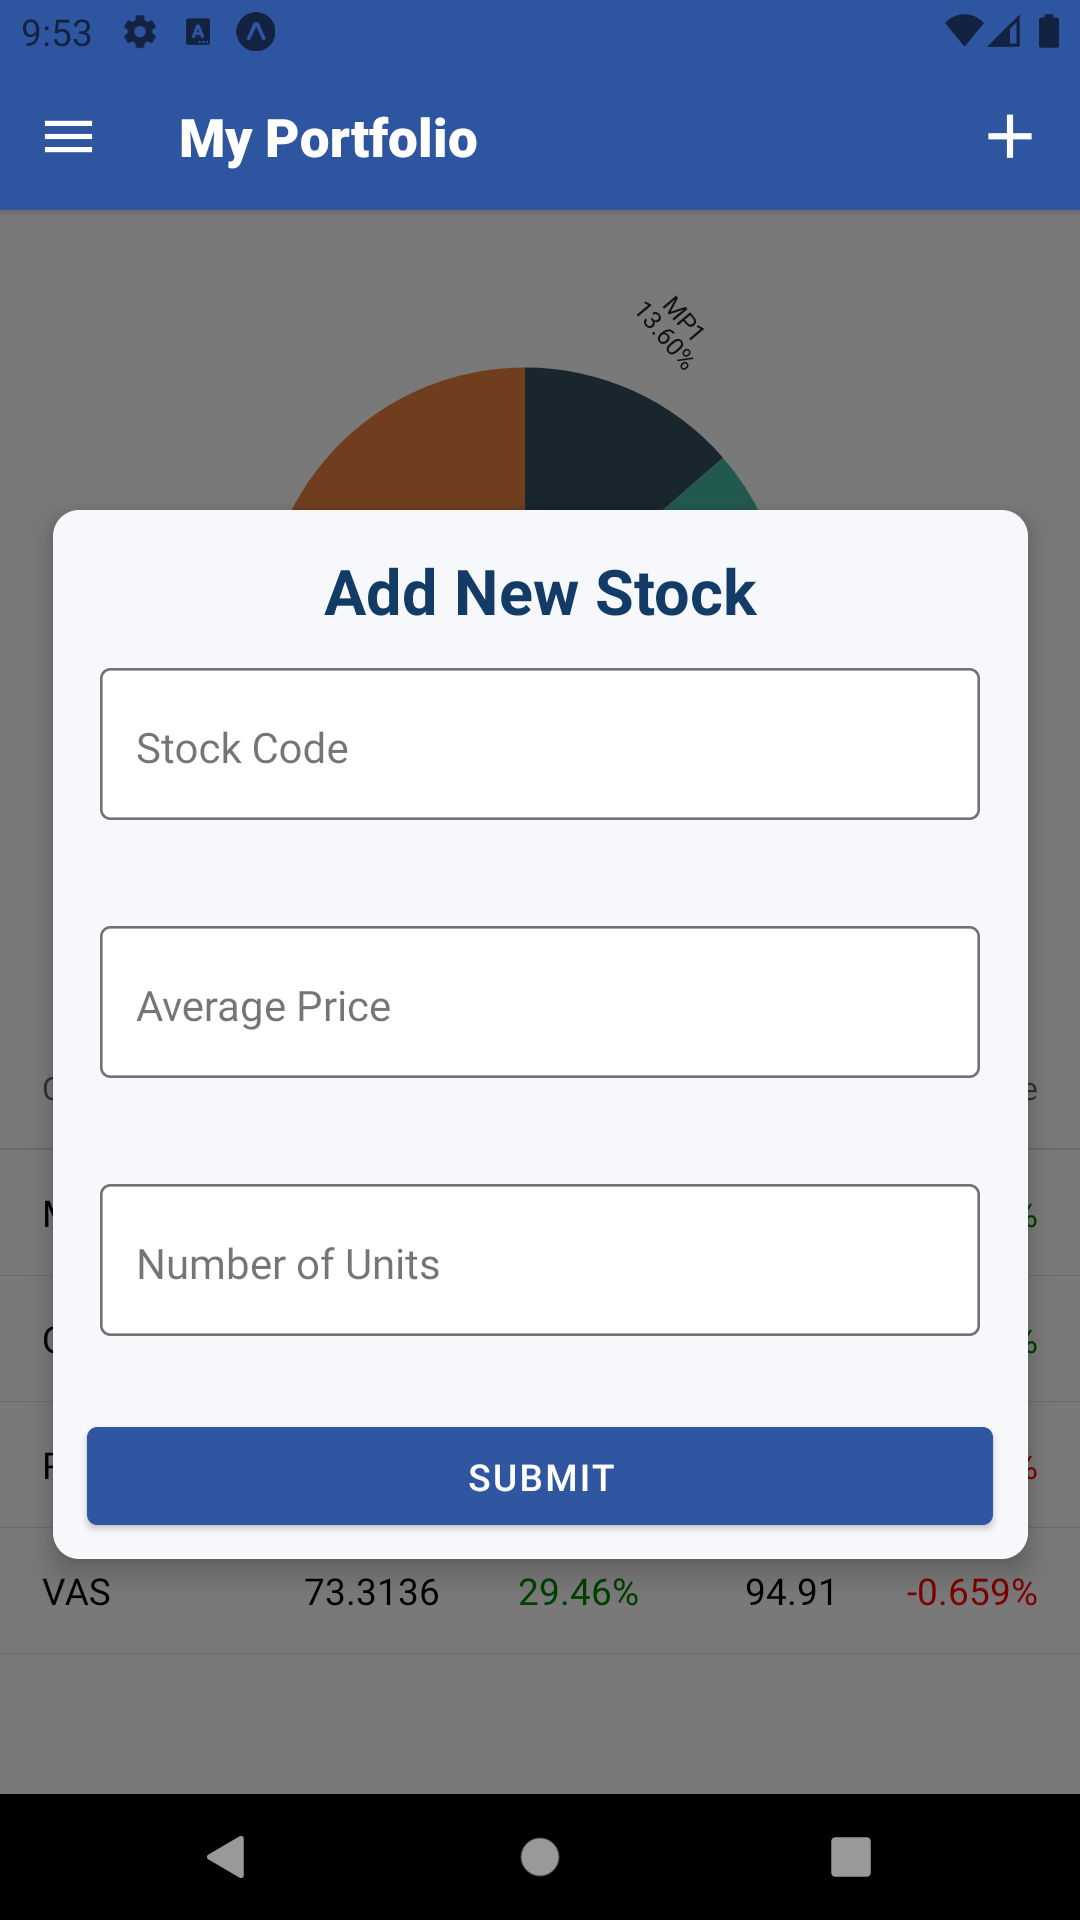 9:53
My Portfolio
MP1
13.60%
Add New Stock
Stock Code
Average Price
Number of Units
SUBMIT
VAS 73.3136 29.46% 94.91 -0.659%